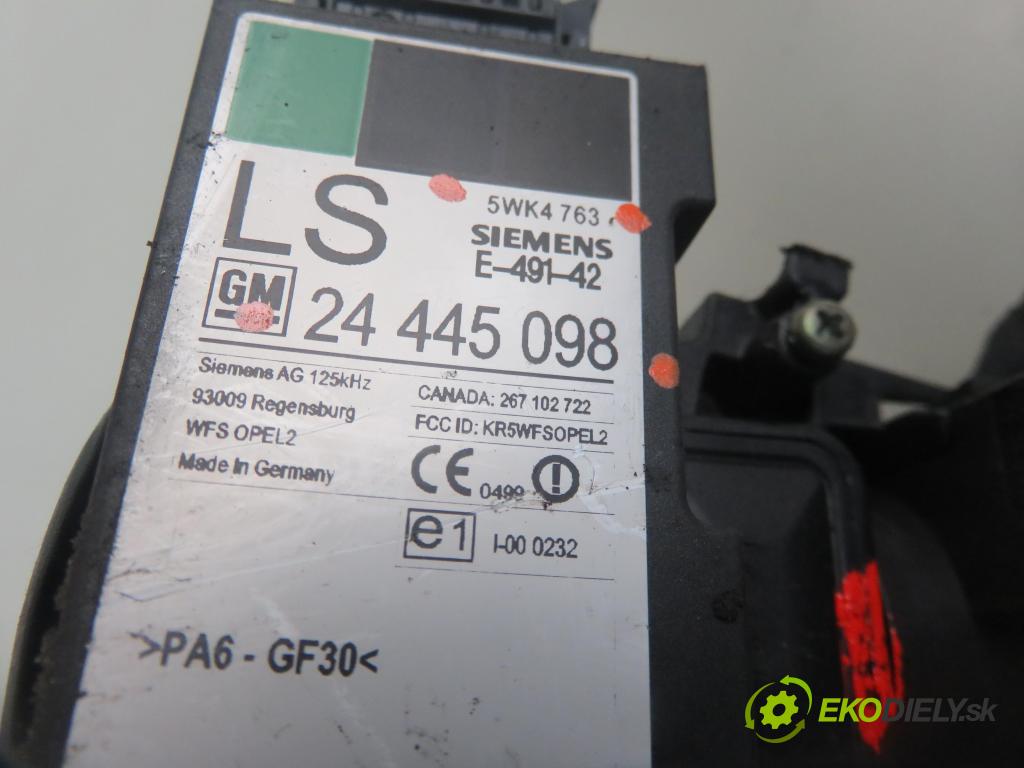 LS
5WK4 763
SIEMENS
E-491-42
GM
24 445 098
Siemens AG 125kHz
93009 Regensburg
WFS OPEL2
Made in Germany
CANADA: 267 102 722
FCC ID: KR5WFSOPEL2
CE 0499
e1 I-00 0232
>PA6 - GF30<
EKODIELY.sk